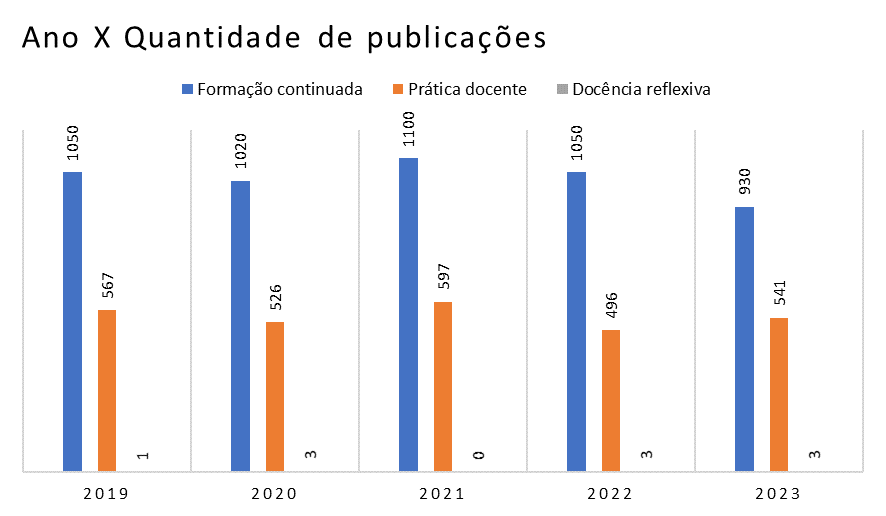 Ano X Quantidade de publicações
Formação continuada Prática docente Docência reflexiva
1050 567 1
1020 526 3
1100 597 0
1050 496 3
930 541 3
2019 2020 2021 2022 2023